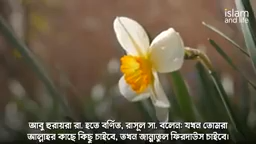 islam
and life
আবু হুরায়রা রা. হতে বর্ণিত, রাসূল সা. বলেন: যখন তোমরা
আল্লাহর কাছে কিছু চাইবে, তখন জান্নাতুল ফিরদাউস চাইবে।